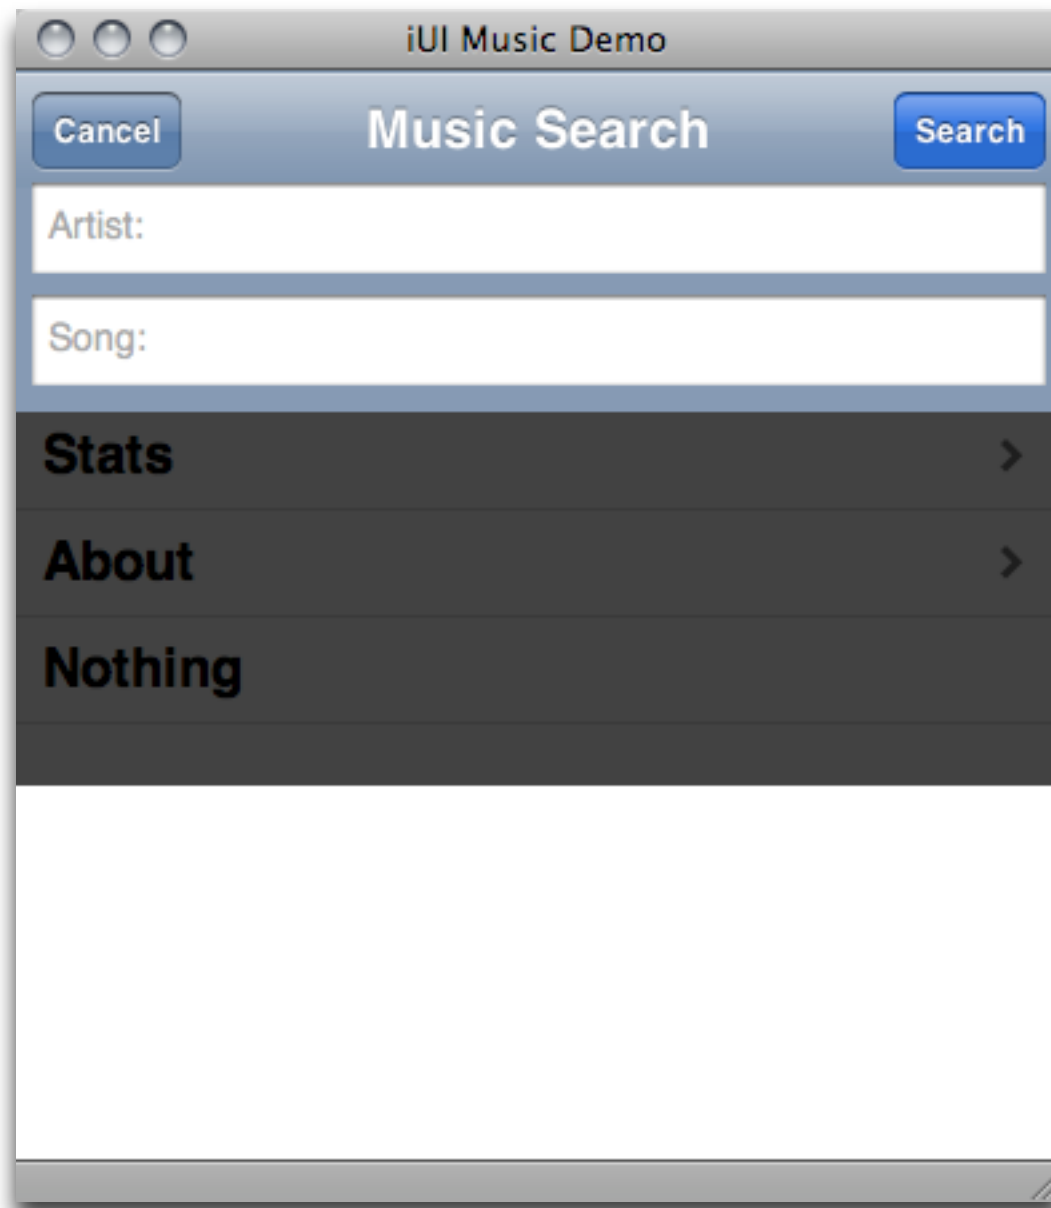 iUI Music Demo
Cancel Music Search Search
Artist:
Song:
Stats
About
Nothing